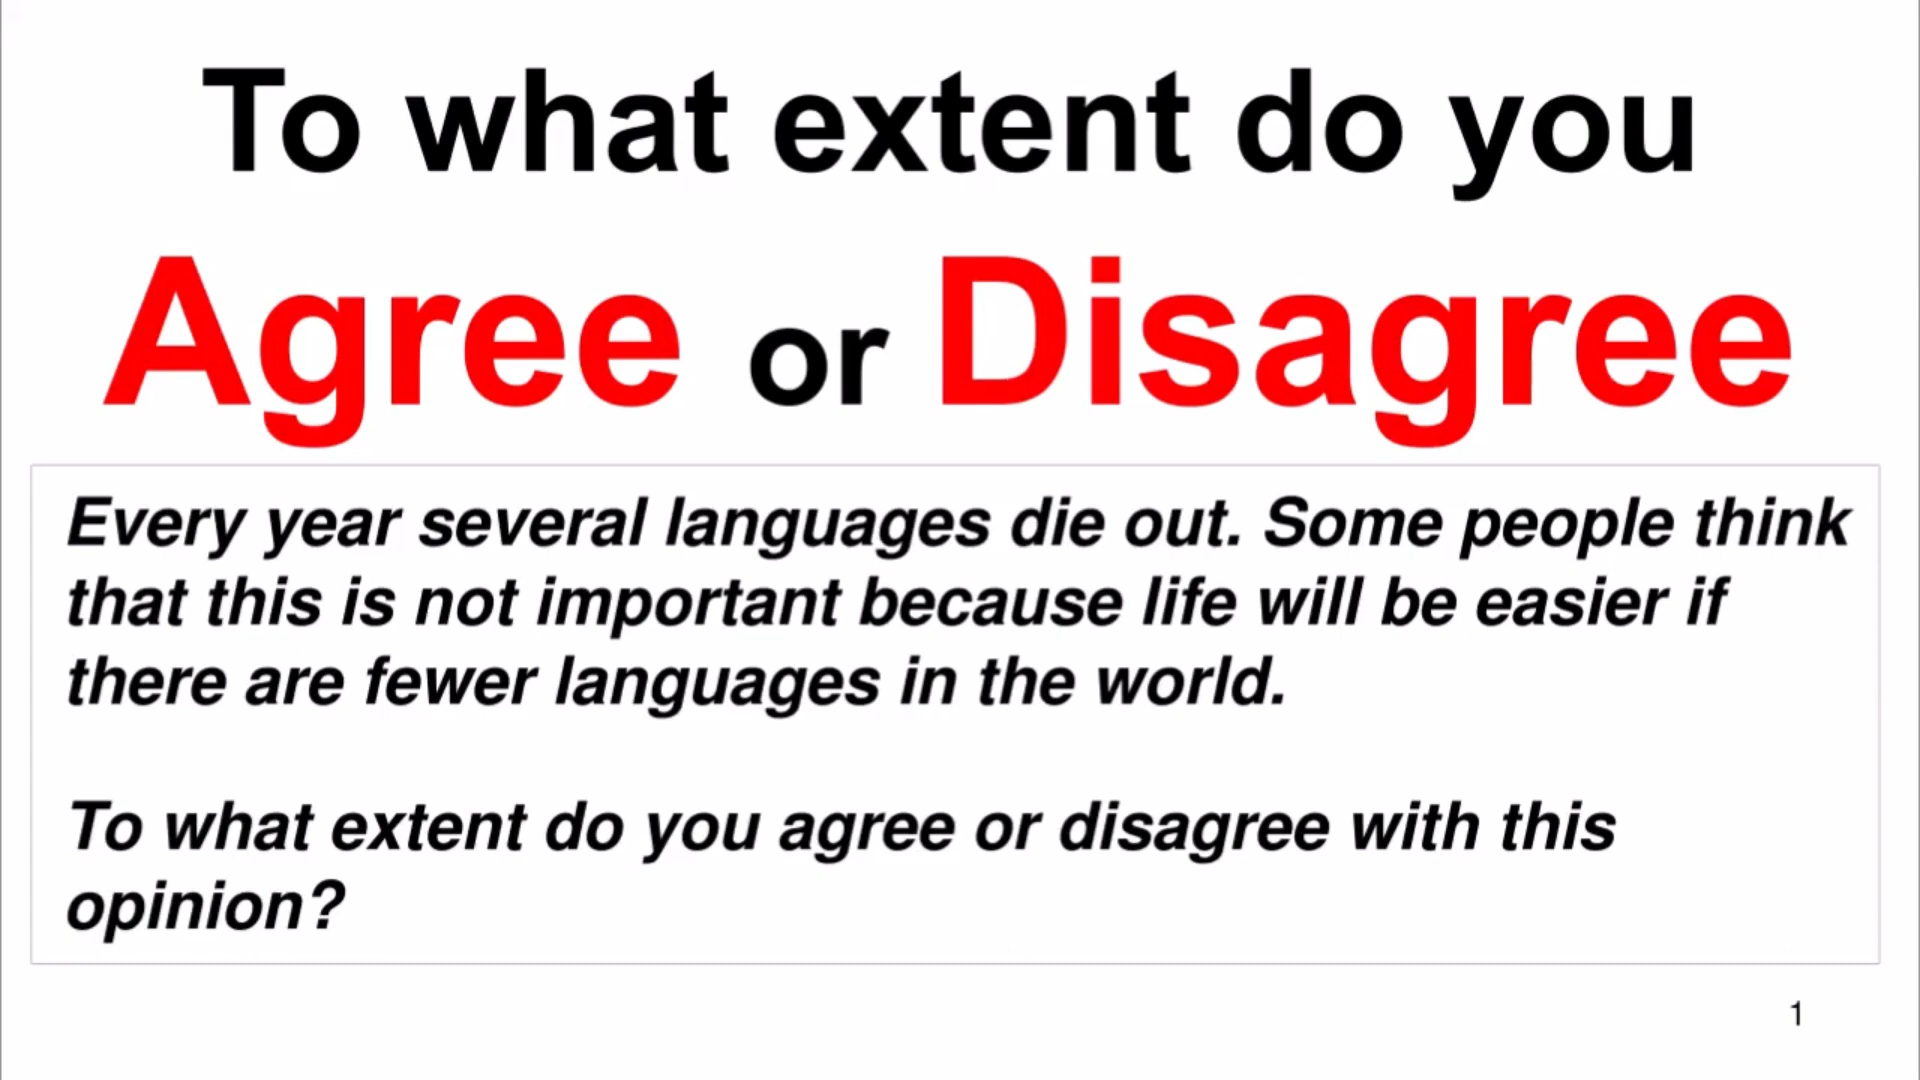 To what extent do you
Agree or Disagree
Every year several languages die out. Some people think
that this is not important because life will be easier if
there are fewer languages in the world.
To what extent do you agree or disagree with this
opinion?
1